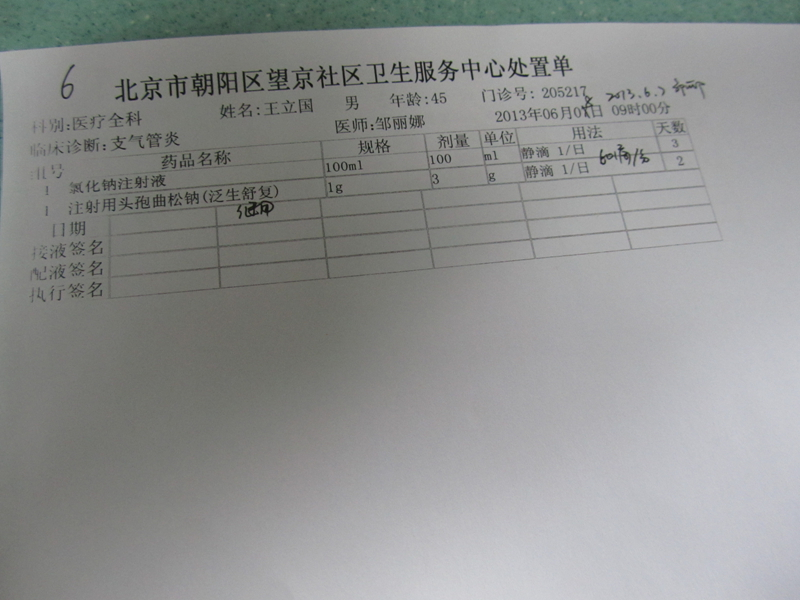 6
北京市朝阳区望京社区卫生服务中心处置单
科别:医疗全科 姓名:王立国 男 年龄:45 门诊号: 205217 2013.6.7
临床诊断:支气管炎 医师:邹丽娜 2013年06月0 日 09时00分
组号 药品名称 规格 剂量 单位 用法 天数
1 氯化钠注射液 100ml 100 ml 静滴 1/日 3
1 注射用头孢曲松钠(泛生舒复) 1g 3 g 静滴 1/日 60滴/分 2
日期 继用
接液签名
配液签名
执行签名